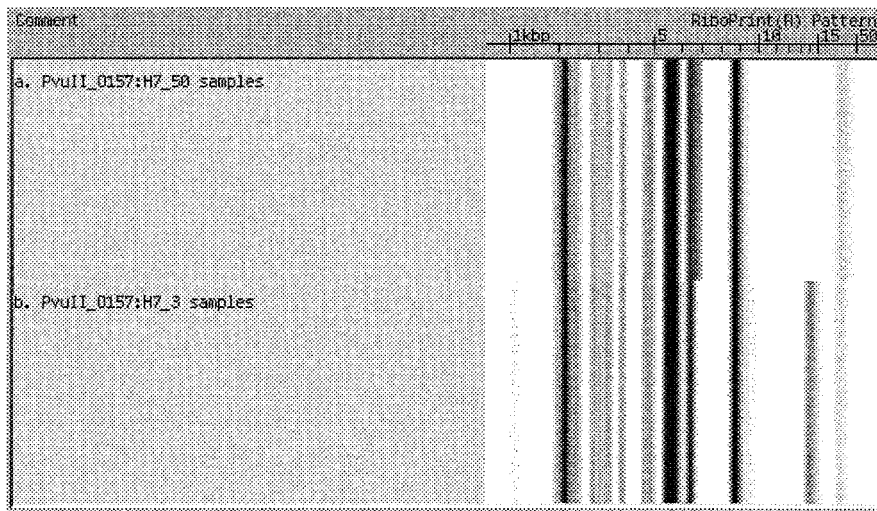 Comment RiboPrint(R) Pattern
1kbp 5 10 15 50
a. PvuII_O157:H7_50 samples
b. PvuII_O157:H7_3 samples